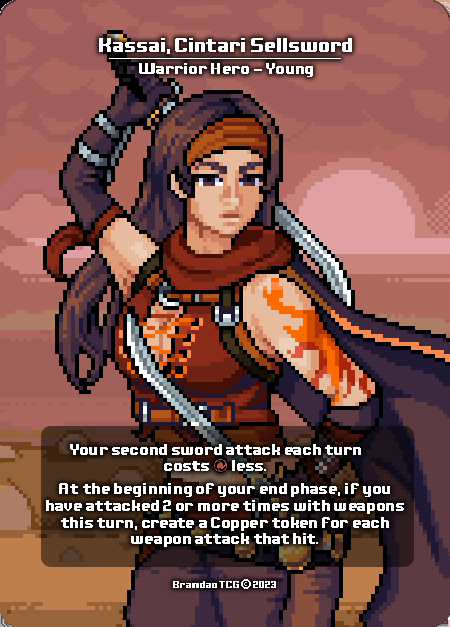 Kassai, Cintari Sellsword
Warrior Hero - Young
Your second sword attack each turn
costs less.
At the beginning of your end phase, if you
have attacked 2 or more times with weapons
this turn, create a Copper token for each
weapon attack that hit.
Brandao TCG © 2023